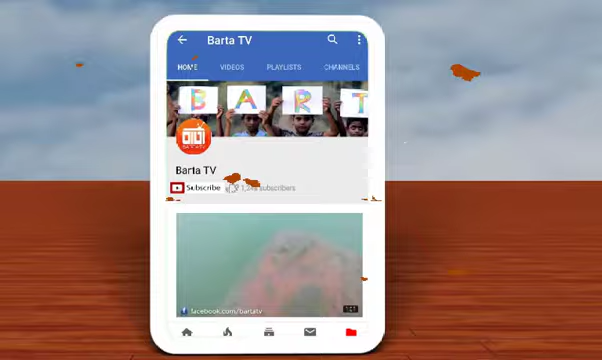 Barta TV
HOME VIDEOS PLAYLISTS CHANNELS
B A R T
বার্তা
Barta TV
Subscribe subscribers
facebook.com/bartatv